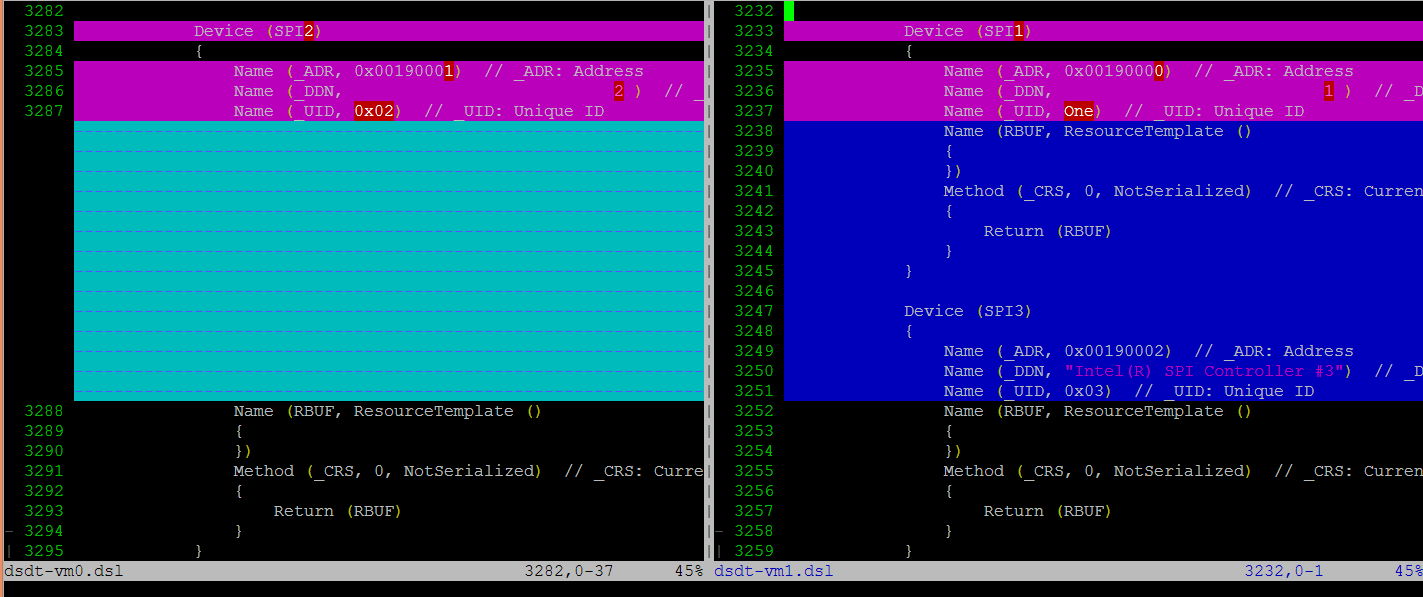 3282
3283 Device (SPI2)
3284 {
3285 Name (_ADR, 0x00190001) // _ADR: Address
3286 Name (_DDN, 2 ) // _
3287 Name (_UID, 0x02) // _UID: Unique ID
3288 Name (RBUF, ResourceTemplate ()
3289 {
3290 })
3291 Method (_CRS, 0, NotSerialized) // _CRS: Curre
3292 {
3293 Return (RBUF)
3294 }
3295 }
dsdt-vm0.dsl 3282,0-37 45%
3232
3233 Device (SPI1)
3234 {
3235 Name (_ADR, 0x00190000) // _ADR: Address
3236 Name (_DDN, 1 ) // _D
3237 Name (_UID, One) // _UID: Unique ID
3238 Name (RBUF, ResourceTemplate ()
3239 {
3240 })
3241 Method (_CRS, 0, NotSerialized) // _CRS: Curren
3242 {
3243 Return (RBUF)
3244 }
3245 }
3246
3247 Device (SPI3)
3248 {
3249 Name (_ADR, 0x00190002) // _ADR: Address
3250 Name (_DDN, "Intel(R) SPI Controller #3") // _D
3251 Name (_UID, 0x03) // _UID: Unique ID
3252 Name (RBUF, ResourceTemplate ()
3253 {
3254 })
3255 Method (_CRS, 0, NotSerialized) // _CRS: Curren
3256 {
3257 Return (RBUF)
3258 }
3259 }
dsdt-vm1.dsl 3232,0-1 45%